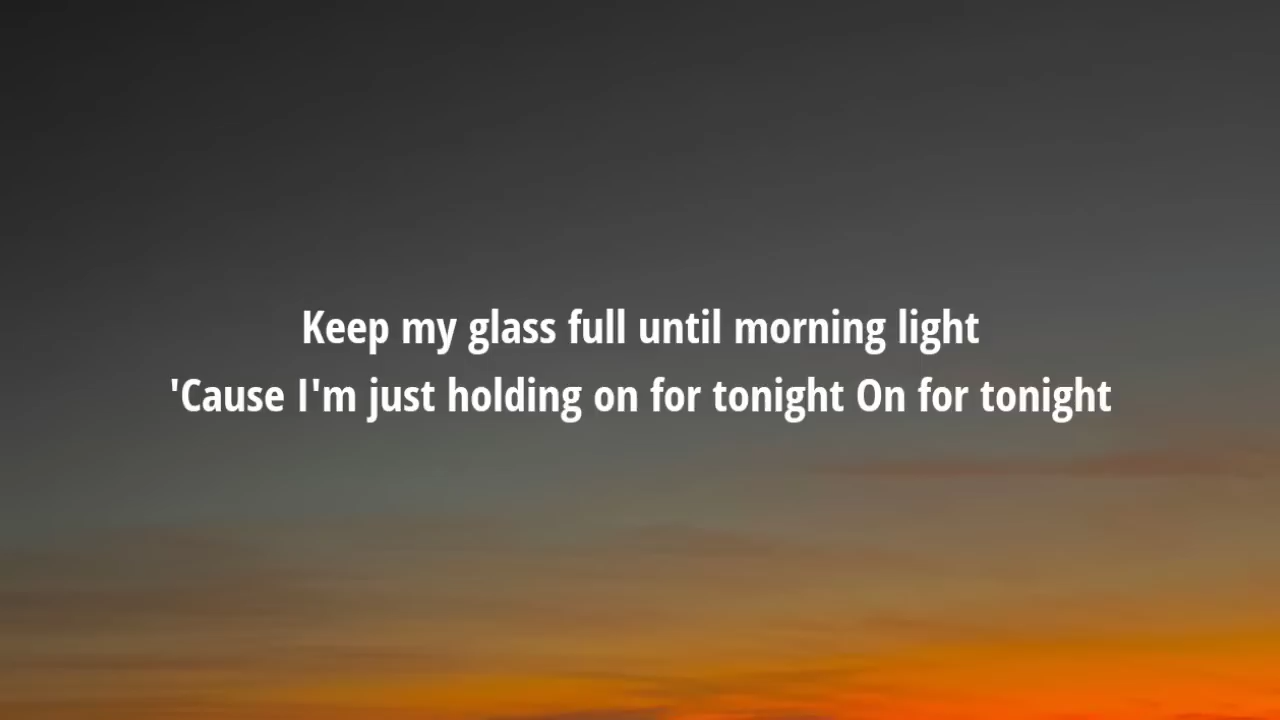 Keep my glass full until morning light
'Cause I'm just holding on for tonight On for tonight